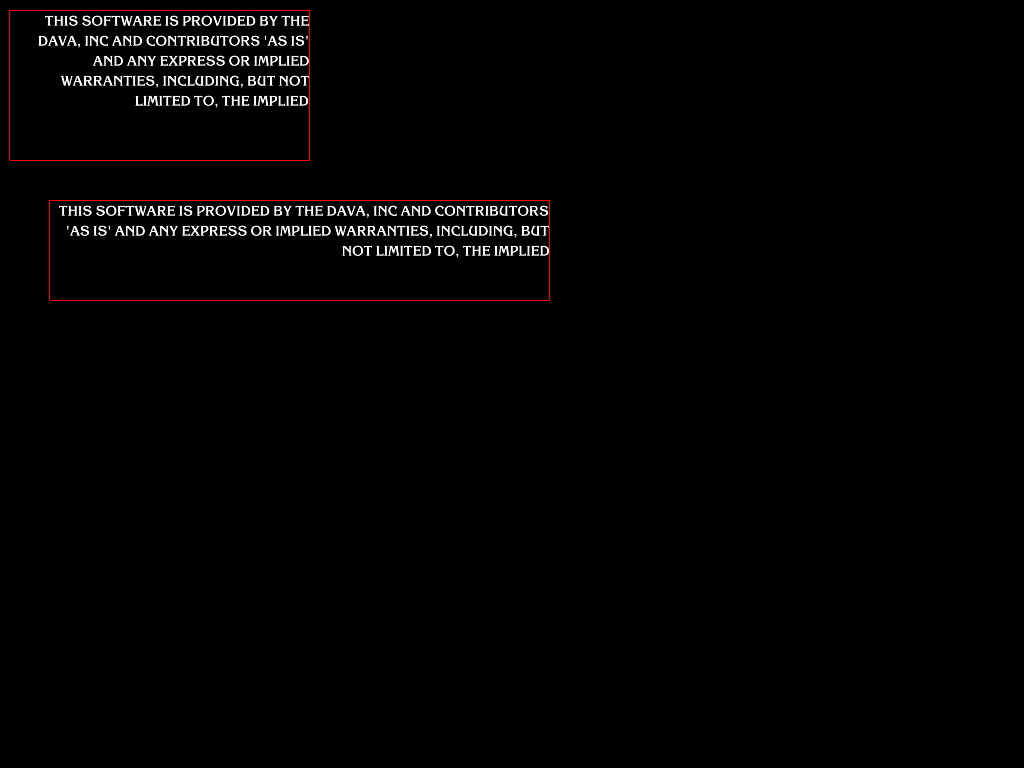 THIS SOFTWARE IS PROVIDED BY THE
DAVA, INC AND CONTRIBUTORS 'AS IS'
AND ANY EXPRESS OR IMPLIED
WARRANTIES, INCLUDING, BUT NOT
LIMITED TO, THE IMPLIED
THIS SOFTWARE IS PROVIDED BY THE DAVA, INC AND CONTRIBUTORS
'AS IS' AND ANY EXPRESS OR IMPLIED WARRANTIES, INCLUDING, BUT
NOT LIMITED TO, THE IMPLIED